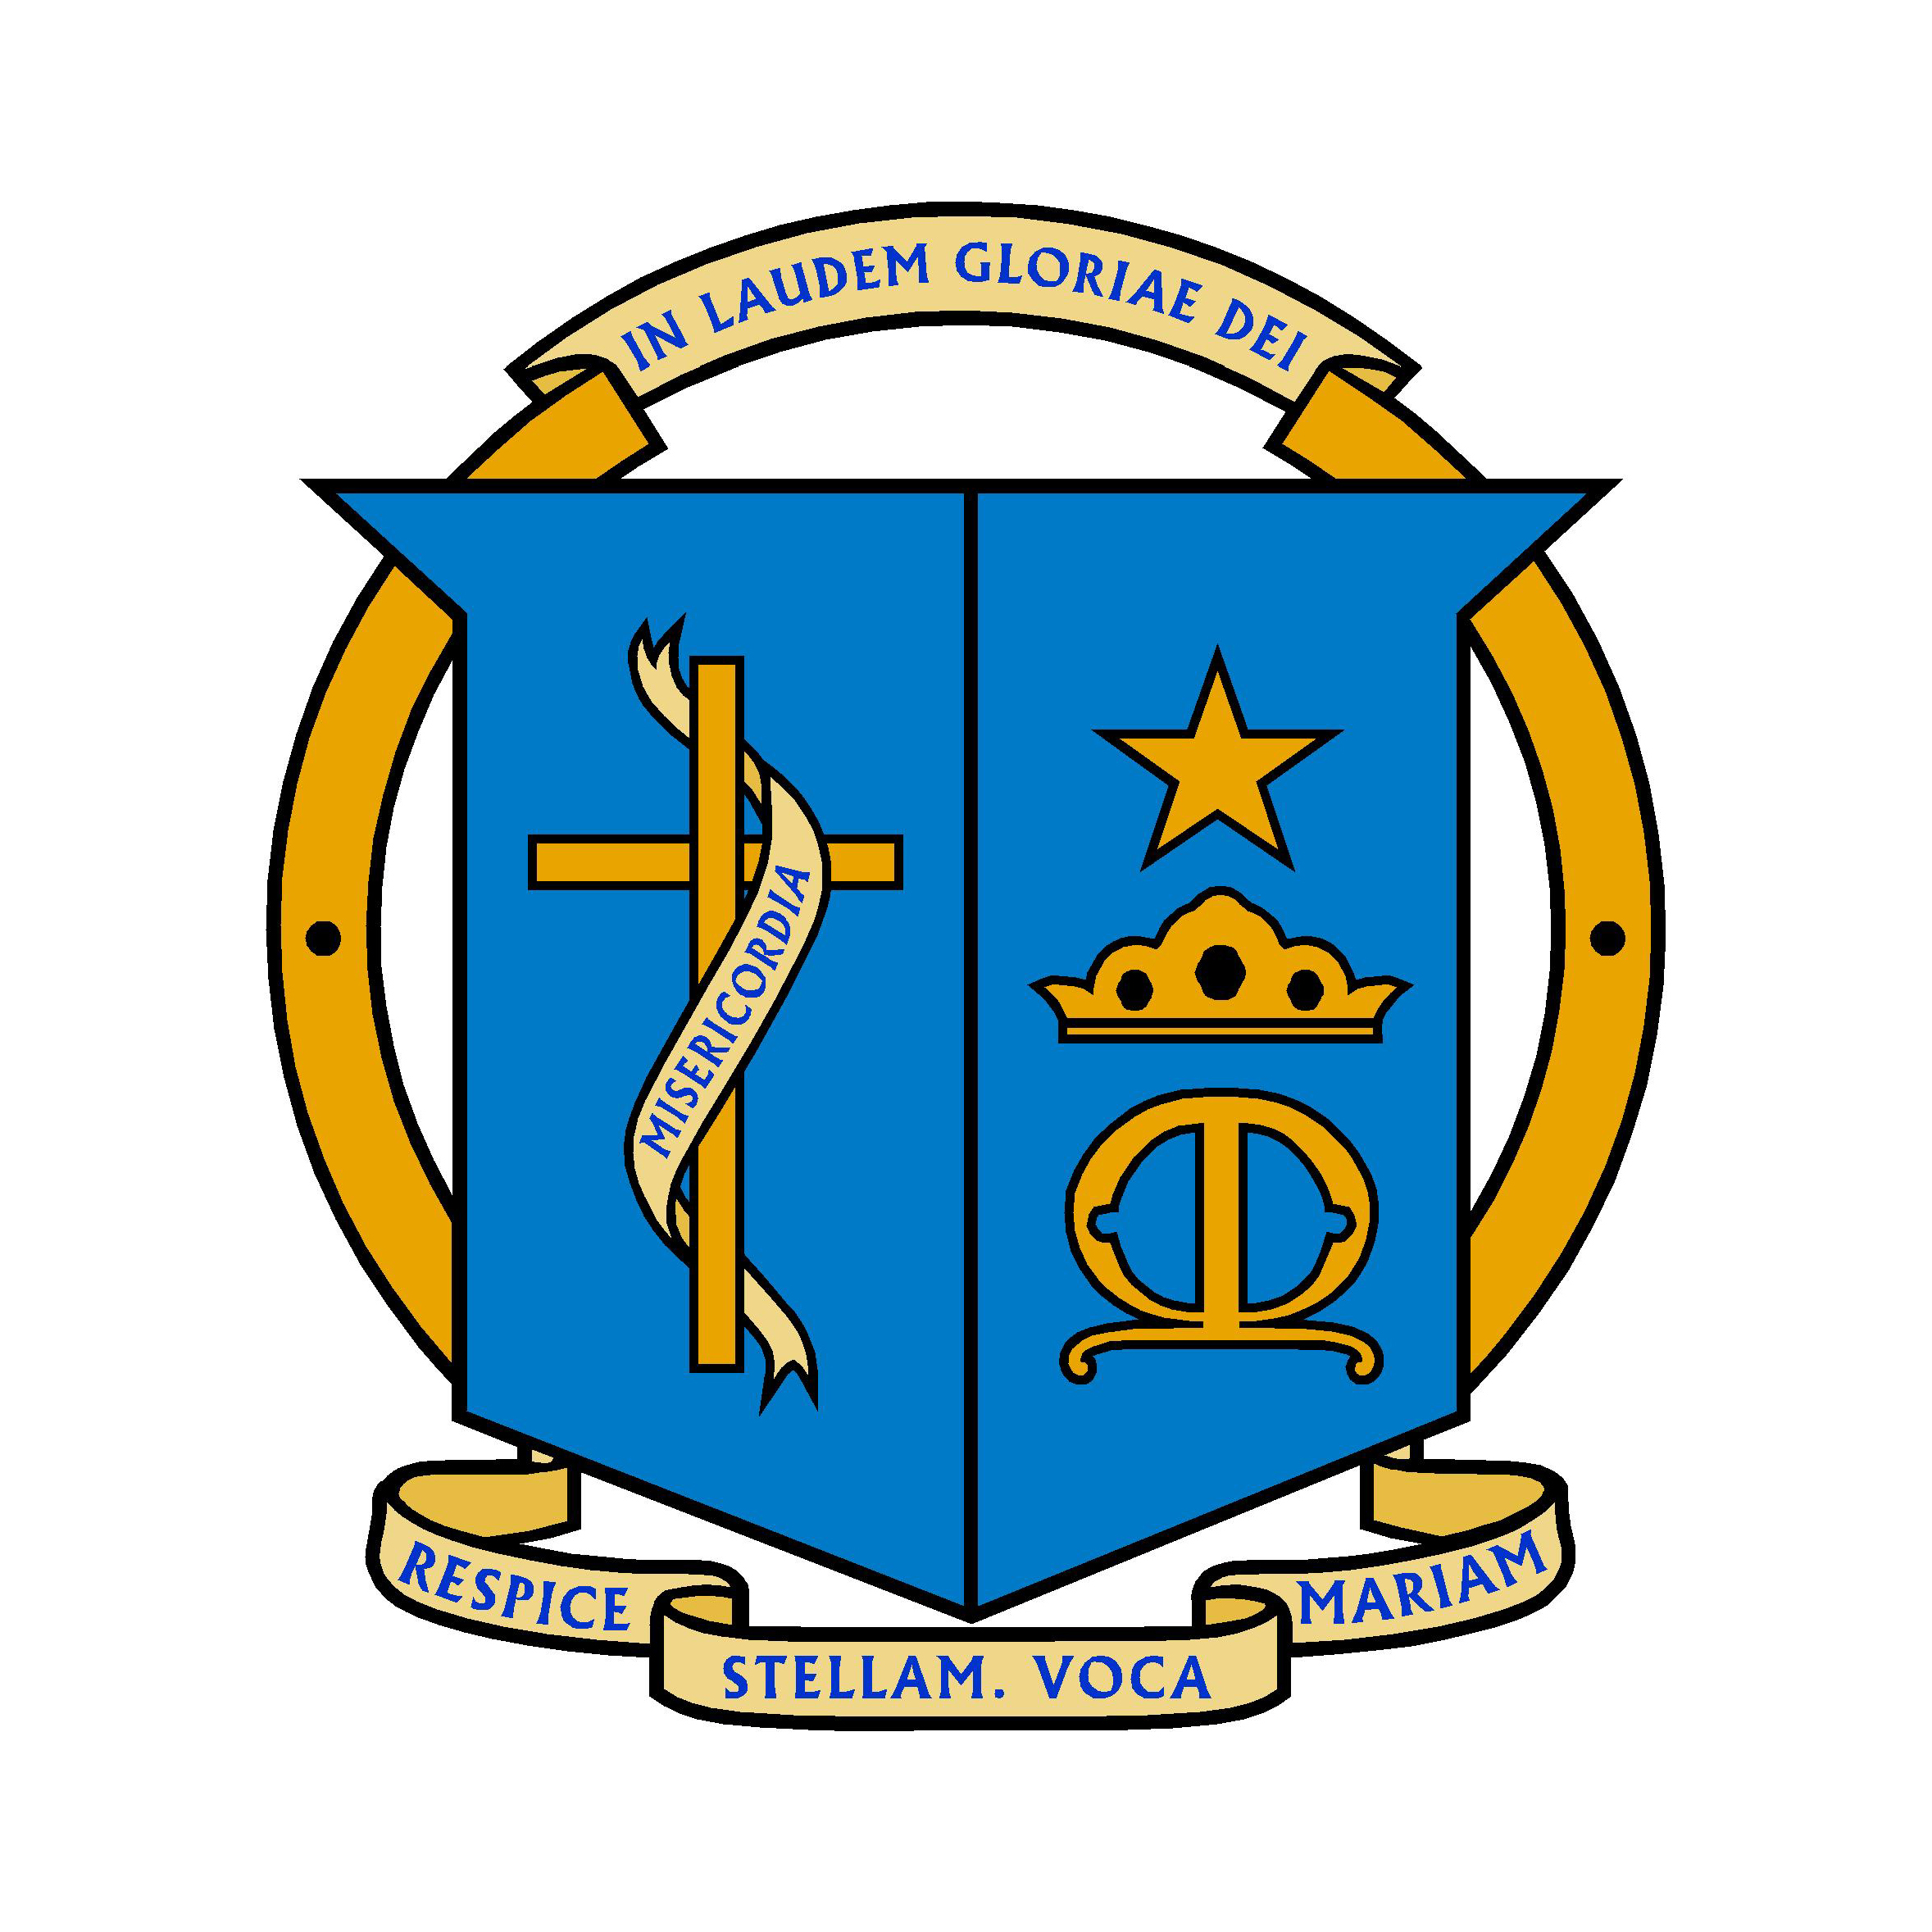 IN LAUDEM GLORIAE DEI
MISERICORDIA
RESPICE STELLAM. VOCA MARIAM